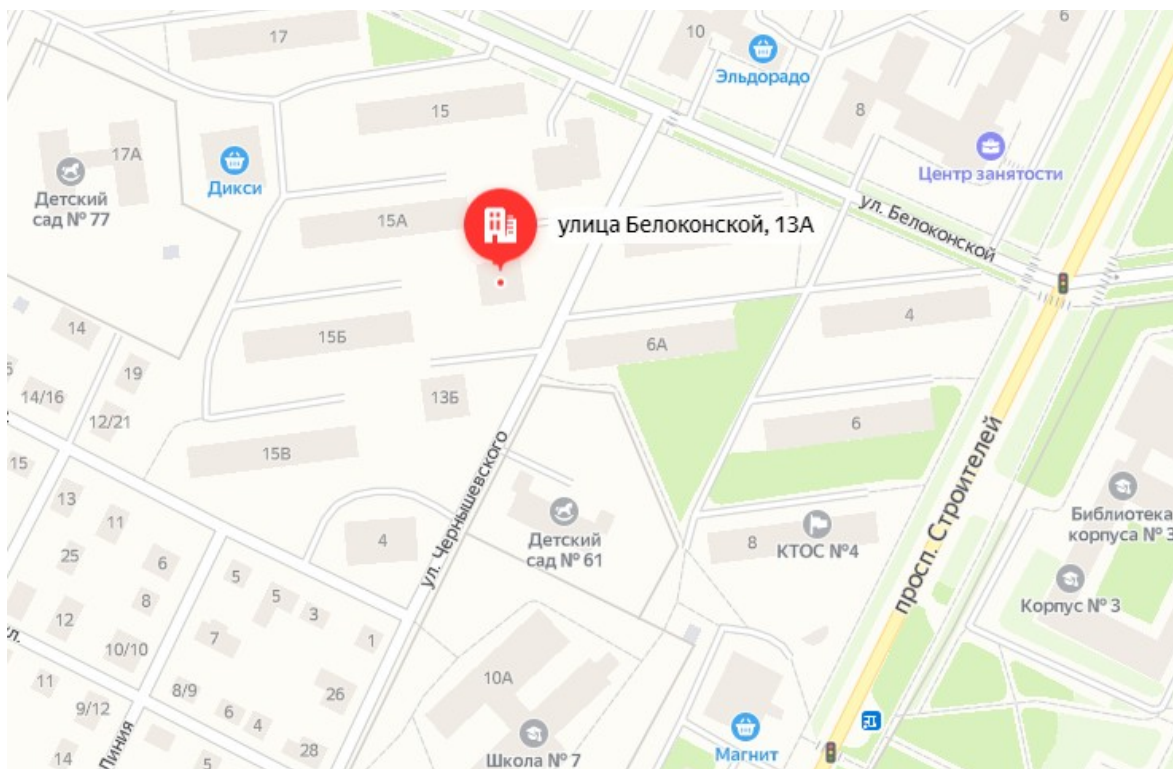 17
10
6
Эльдорадо
15
8
17А
Детский
сад № 77
Дикси
Центр занятости
15А
улица Белоконской, 13А
ул. Белоконской
14
15Б
6А
4
19
14/16
12/21
13Б
6
15В
15
13
11
25
6
4
ул. Чернышевского
Детский
сад № 61
8
КТОС №4
просп. Строителей
Библиотека
корпуса № 3
Корпус № 3
5
5
3
1
8
12
7
10/10
11
8/9
26
10А
9/12
6
4
28
14
5
Линия
Школа № 7
Магнит